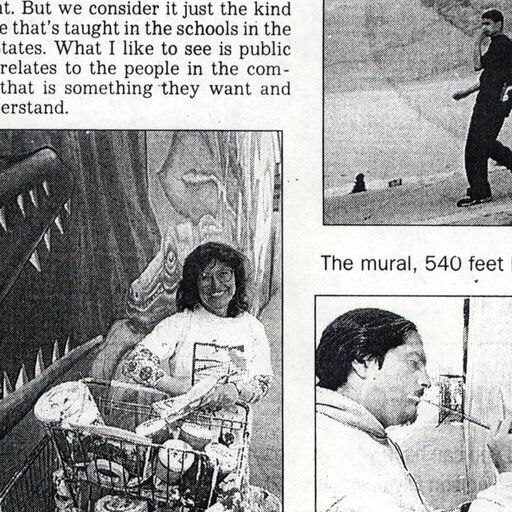 nt. But we consider it just the kind
e that's taught in the schools in the
States. What I like to see is public
relates to the people in the com-
that is something they want and
erstand.
The mural, 540 feet